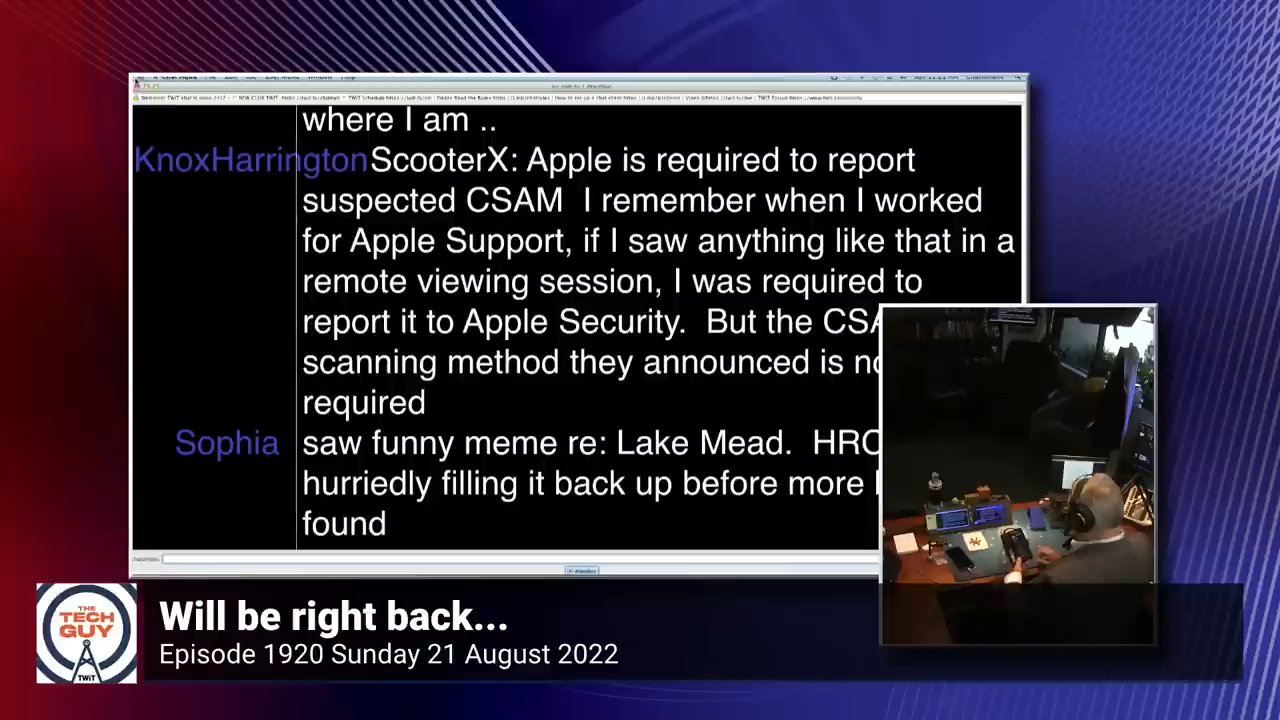 where I am ..
KnoxHarrington ScooterX: Apple is required to report
suspected CSAM  I remember when I worked
for Apple Support, if I saw anything like that in a
remote viewing session, I was required to
report it to Apple Security.  But the
scanning method they announced is
required
Sophia saw funny meme re: Lake Mead.  HRC
hurriedly filling it back up before more
found
THE
TECH
GUY
TWiT
Will be right back...
Episode 1920 Sunday 21 August 2022